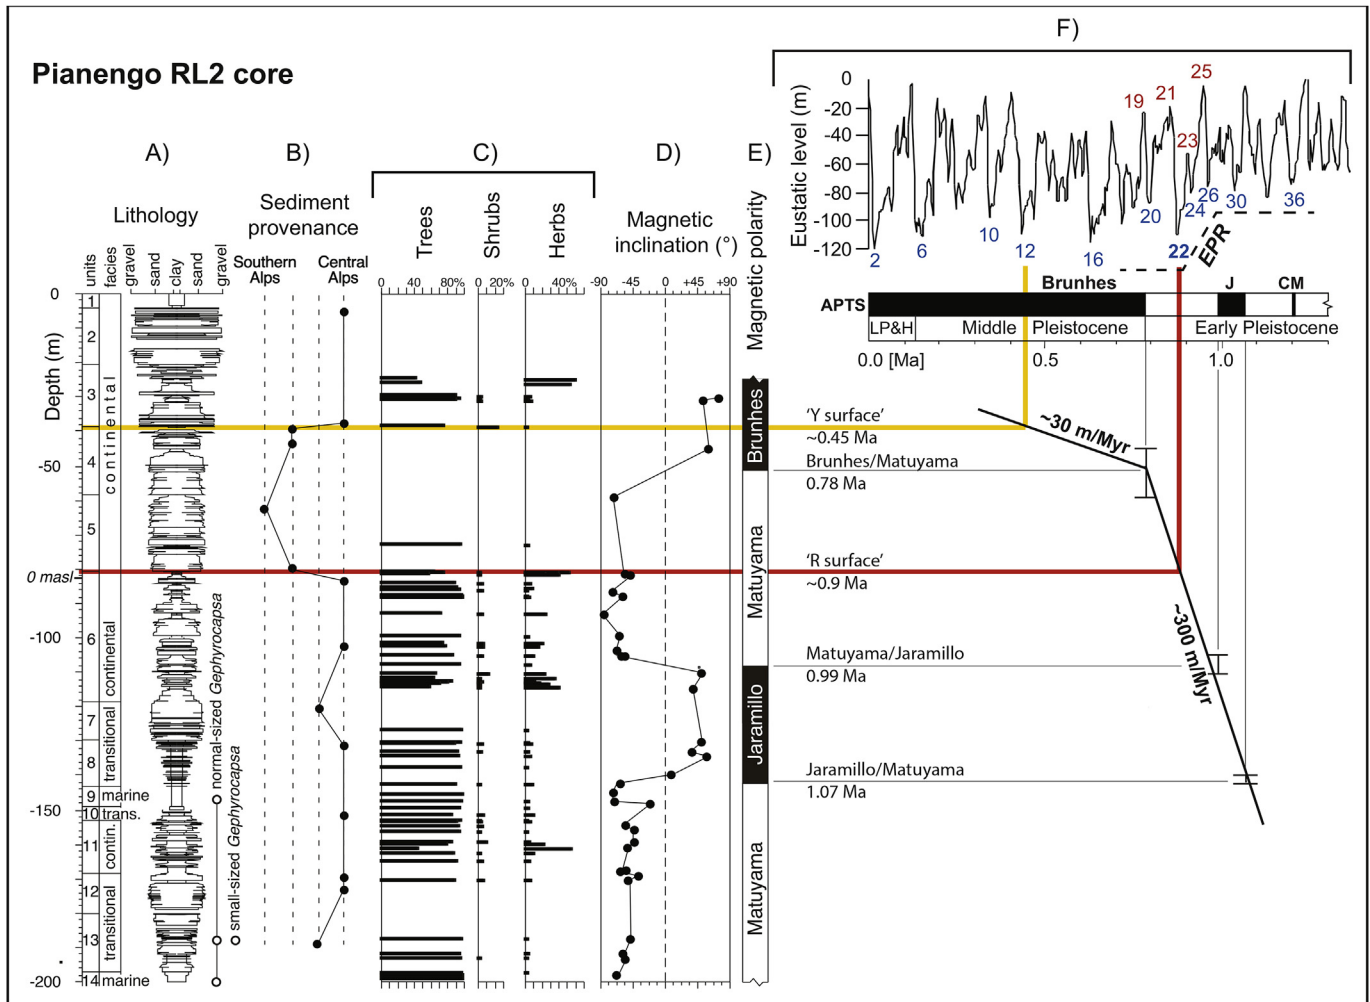 Pianengo RL2 core
A)
B)
C)
D)
E)
F)
Lithology
Sediment
provenance
Southern
Alps
Central
Alps
Trees
Shrubs
Herbs
Magnetic
inclination (°)
Magnetic polarity
units
facies
gravel
sand
clay
sand
gravel
0 40 80%
0 20%
0 40%
-90 -45 0 +45 +90
Depth (m)
0
-50
0 masl
-100
-150
-200
1
2
3
4
5
6
7
8
9
10
11
12
13
14
continental
continental
transitional
marine
trans.
contin.
transitional
marine
normal-sized Gephyrocapsa
small-sized Gephyrocapsa
Brunhes
Matuyama
Jaramillo
Matuyama
Eustatic level (m)
0
-20
-40
-60
-80
-100
-120
19
21
25
23
2
6
10
12
16
20
22
24
26
30
36
EPR
APTS
Brunhes
J
CM
LP&H
Middle Pleistocene
Early Pleistocene
0.0 [Ma]
0.5
1.0
'Y surface'
~0.45 Ma
Brunhes/Matuyama
0.78 Ma
'R surface'
~0.9 Ma
Matuyama/Jaramillo
0.99 Ma
Jaramillo/Matuyama
1.07 Ma
~30 m/Myr
~300 m/Myr